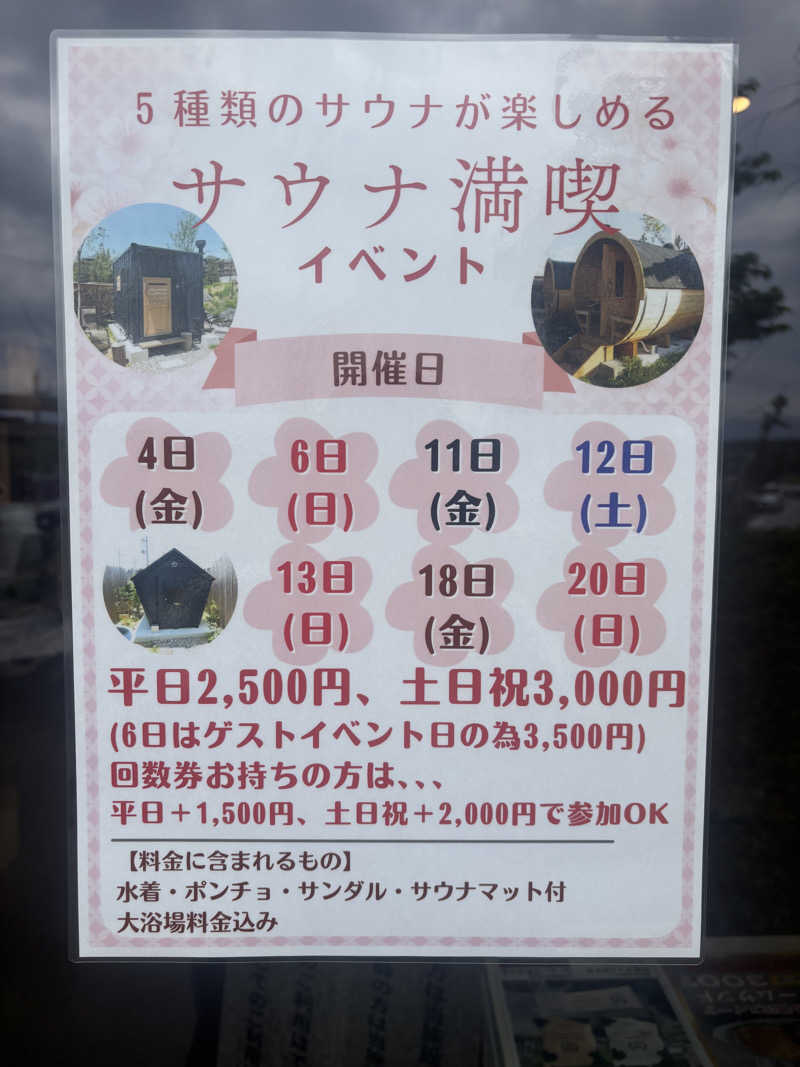 5種類のサウナが楽しめる
サウナ満喫
イベント
開催日
4日 6日 11日 12日
(金) (日) (金) (土)
13日 18日 20日
(日) (金) (日)
平日2,500円、土日祝3,000円
(6日はゲストイベント日の為3,500円)
回数券お持ちの方は、、、
平日＋1,500円、土日祝＋2,000円で参加OK
【料金に含まれるもの】
水着・ポンチョ・サンダル・サウナマット付
大浴場料金込み